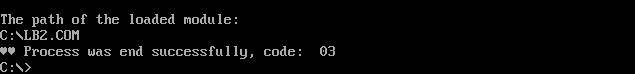 The path of the loaded module:
C:\LB2.COM
♥♥ Process was end successfully, code:  03
C:\>